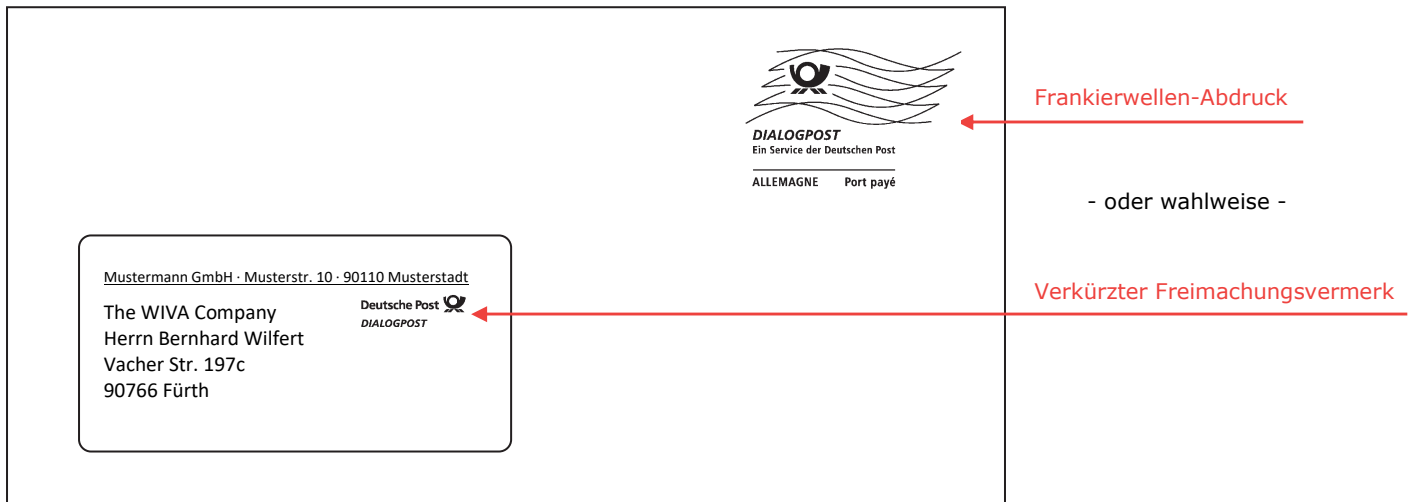 DIALOGPOST
Ein Service der Deutschen Post
ALLEMAGNE Port payé
Frankierwellen-Abdruck
- oder wahlweise -
Verkürzter Freimachungsvermerk
Mustermann GmbH · Musterstr. 10 · 90110 Musterstadt
Deutsche Post
DIALOGPOST
The WIVA Company
Herrn Bernhard Wilfert
Vacher Str. 197c
90766 Fürth